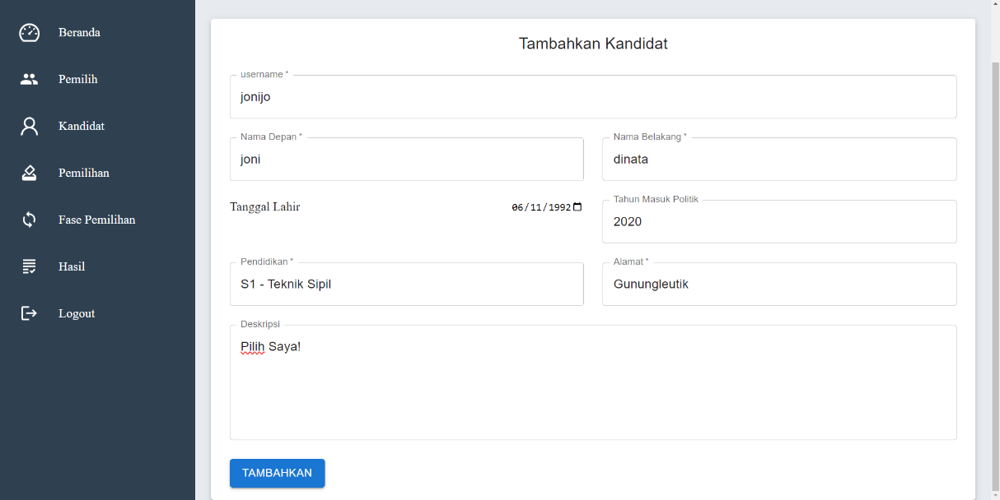 Beranda
Pemilih
Kandidat
Pemilihan
Fase Pemilihan
Hasil
Logout
Tambahkan Kandidat
username *
jonijo
Nama Depan *
joni
Nama Belakang *
dinata
Tanggal Lahir
06/11/1992
Tahun Masuk Politik
2020
Pendidikan *
S1 - Teknik Sipil
Alamat *
Gunungleutik
Deskripsi
Pilih Saya!
TAMBAHKAN